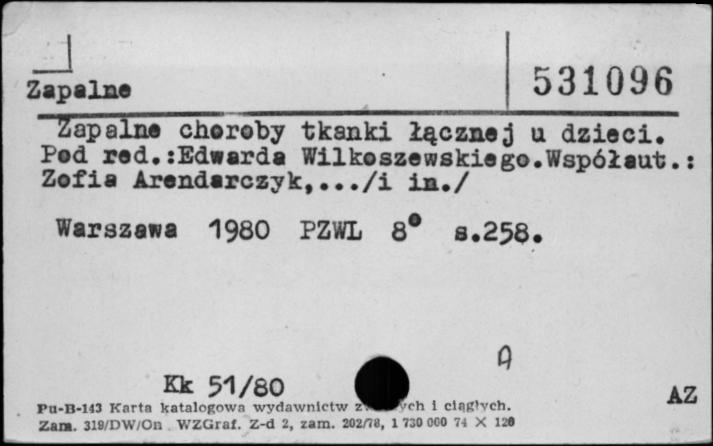 531096
Zapalne
Zapalne choroby tkanki łącznej u dzieci.
Pod red.:Edwarda Wilkoszewskiego.Współaut.:
Zofia Arendarczyk,.../i in./
Warszawa 1980 PZWL 8° s.258.
Kk 51/80
AZ
Pu-B-143 Karta katalogowa wydawnictw i ciągłych.
Zam. 319/DW/On WZGraf. Z-d 2, zam. 202/78, 1 730 000 74 X 120